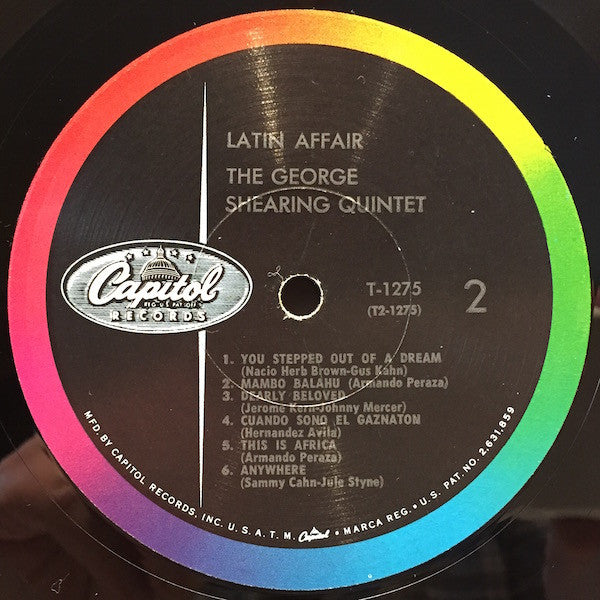 LATIN AFFAIR
THE GEORGE
SHEARING QUINTET
Capitol
REG. U.S. PAT. OFF.
RECORDS
T-1275
(T2-1275)
2
1. YOU STEPPED OUT OF A DREAM
(Nacio Herb Brown-Gus Kahn)
2. MAMBO BALAHU (Armando Peraza)
3. DEARLY BELOVED
(Jerome Kern-Johnny Mercer)
4. CUANDO SONO EL GAZNATON
(Hernandez Avila)
5. THIS IS AFRICA
(Armando Peraza)
6. ANYWHERE
(Sammy Cahn-Jule Styne)
MFD. BY CAPITOL RECORDS, INC. U.S.A. T.M. Capitol MARCA REG. • U.S. PAT. NO. 2,631,859